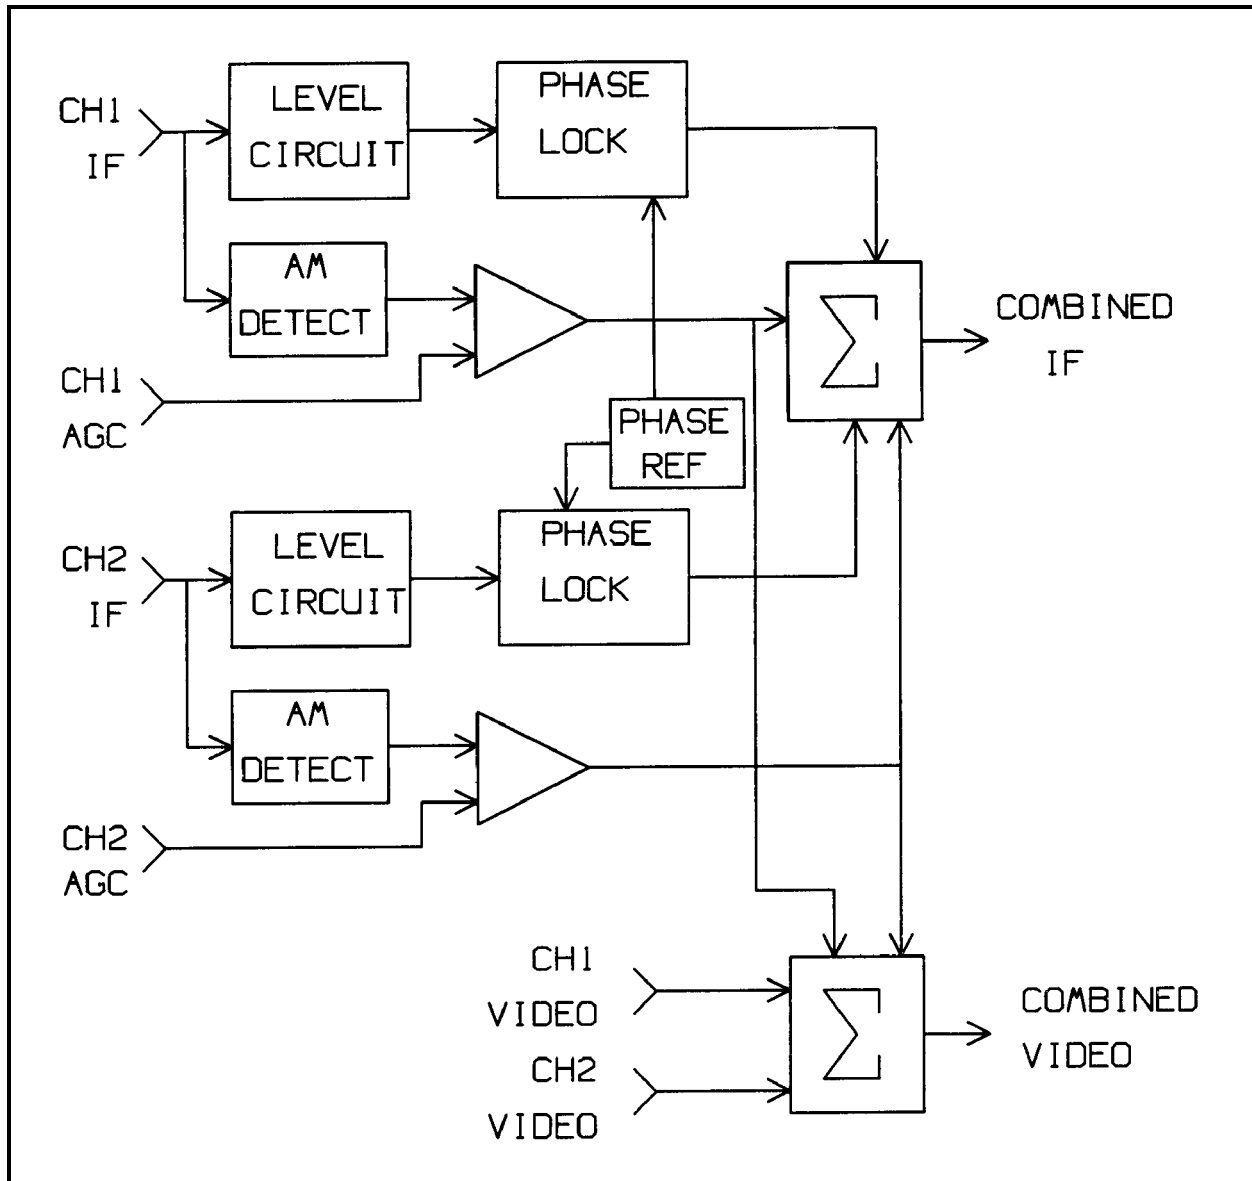 CH1
IF
LEVEL
CIRCUIT
PHASE
LOCK
AM
DETECT
CH1
AGC
COMBINED
IF
PHASE
REF
CH2
IF
LEVEL
CIRCUIT
PHASE
LOCK
AM
DETECT
CH2
AGC
CH1
VIDEO
CH2
VIDEO
COMBINED
VIDEO
Σ
Σ